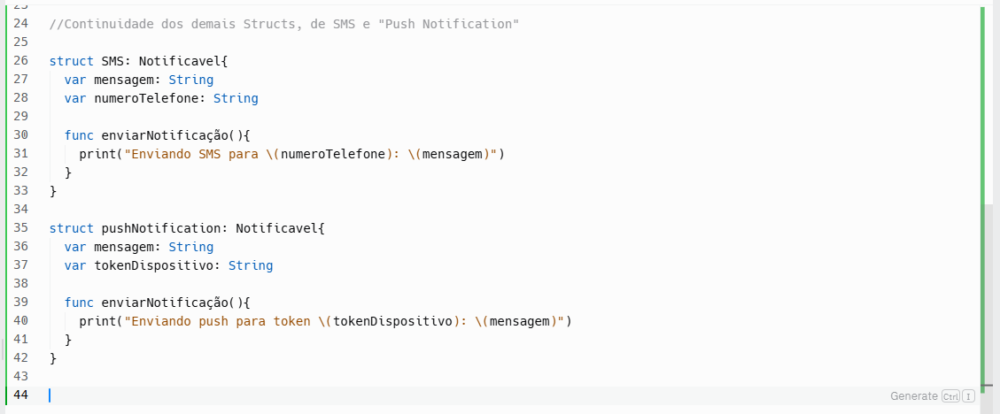 24 //Continuidade dos demais Structs, de SMS e "Push Notification"
25
26 struct SMS: Notificavel{
27 var mensagem: String
28 var numeroTelefone: String
29
30 func enviarNotificação(){
31 print("Enviando SMS para \(numeroTelefone): \(mensagem)")
32 }
33 }
34
35 struct pushNotification: Notificavel{
36 var mensagem: String
37 var tokenDispositivo: String
38
39 func enviarNotificação(){
40 print("Enviando push para token \(tokenDispositivo): \(mensagem)")
41 }
42 }
43
44 Generate Ctrl I